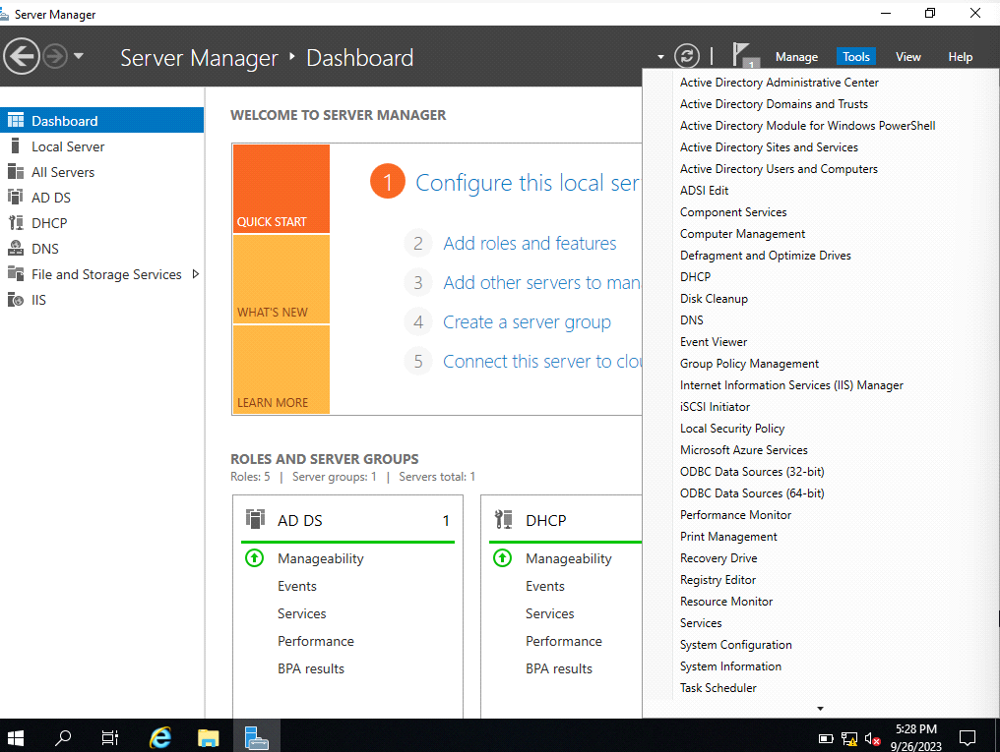 Server Manager
Server Manager ‣ Dashboard
1
Manage
Tools
View
Help
Dashboard
Local Server
All Servers
AD DS
DHCP
DNS
File and Storage Services
IIS
WELCOME TO SERVER MANAGER
QUICK START
WHAT'S NEW
LEARN MORE
1 Configure this local ser
2 Add roles and features
3 Add other servers to man
4 Create a server group
5 Connect this server to clou
ROLES AND SERVER GROUPS
Roles: 5 | Server groups: 1 | Servers total: 1
AD DS 1
Manageability
Events
Services
Performance
BPA results
DHCP
Manageability
Events
Services
Performance
BPA results
Active Directory Administrative Center
Active Directory Domains and Trusts
Active Directory Module for Windows PowerShell
Active Directory Sites and Services
Active Directory Users and Computers
ADSI Edit
Component Services
Computer Management
Defragment and Optimize Drives
DHCP
Disk Cleanup
DNS
Event Viewer
Group Policy Management
Internet Information Services (IIS) Manager
iSCSI Initiator
Local Security Policy
Microsoft Azure Services
ODBC Data Sources (32-bit)
ODBC Data Sources (64-bit)
Performance Monitor
Print Management
Recovery Drive
Registry Editor
Resource Monitor
Services
System Configuration
System Information
Task Scheduler
5:28 PM
9/26/2023